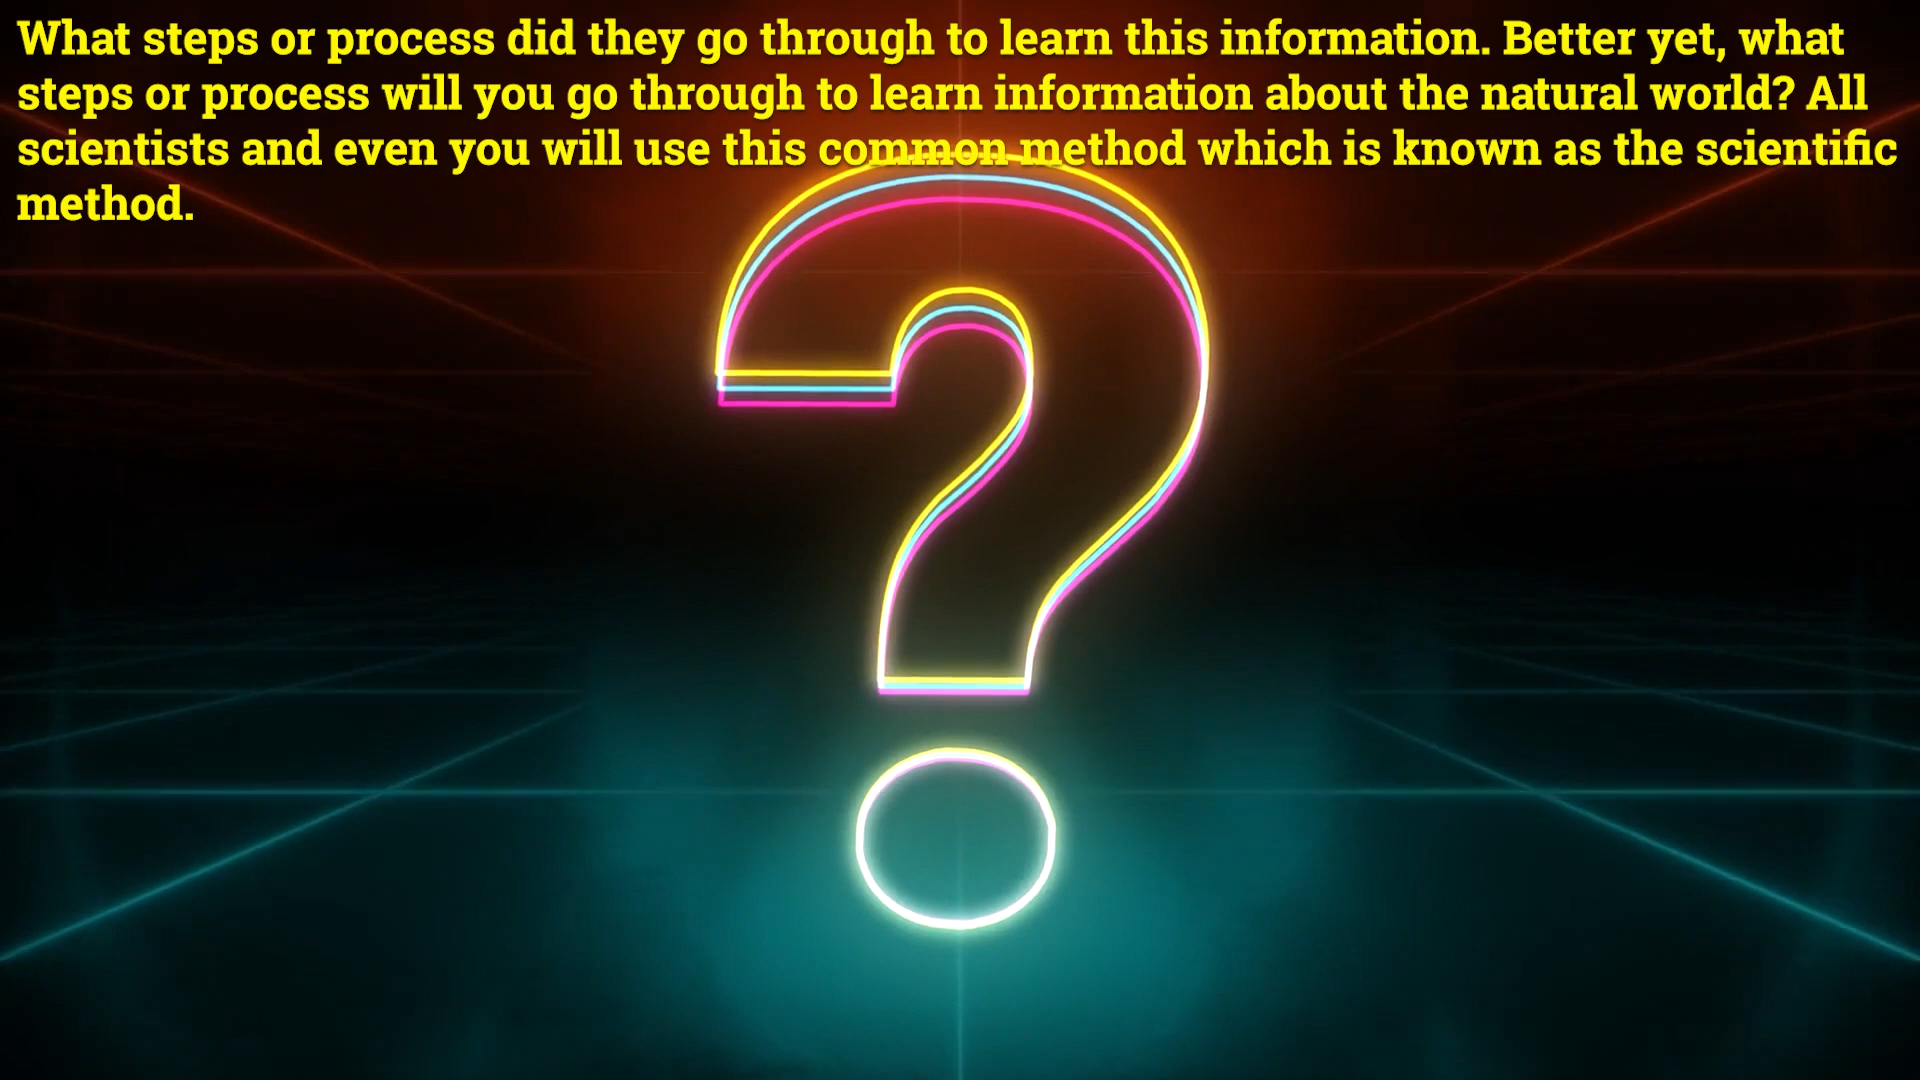 What steps or process did they go through to learn this information. Better yet, what
steps or process will you go through to learn information about the natural world? All
scientists and even you will use this common method which is known as the scientific
method.